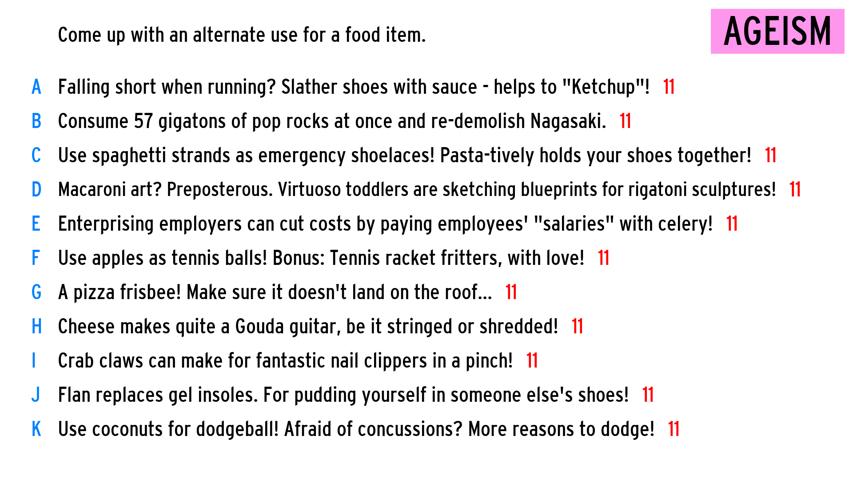 Come up with an alternate use for a food item.
AGEISM
A Falling short when running? Slather shoes with sauce - helps to "Ketchup"! 11
B Consume 57 gigatons of pop rocks at once and re-demolish Nagasaki. 11
C Use spaghetti strands as emergency shoelaces! Pasta-tively holds your shoes together! 11
D Macaroni art? Preposterous. Virtuoso toddlers are sketching blueprints for rigatoni sculptures! 11
E Enterprising employers can cut costs by paying employees' "salaries" with celery! 11
F Use apples as tennis balls! Bonus: Tennis racket fritters, with love! 11
G A pizza frisbee! Make sure it doesn't land on the roof... 11
H Cheese makes quite a Gouda guitar, be it stringed or shredded! 11
I Crab claws can make for fantastic nail clippers in a pinch! 11
J Flan replaces gel insoles. For pudding yourself in someone else's shoes! 11
K Use coconuts for dodgeball! Afraid of concussions? More reasons to dodge! 11